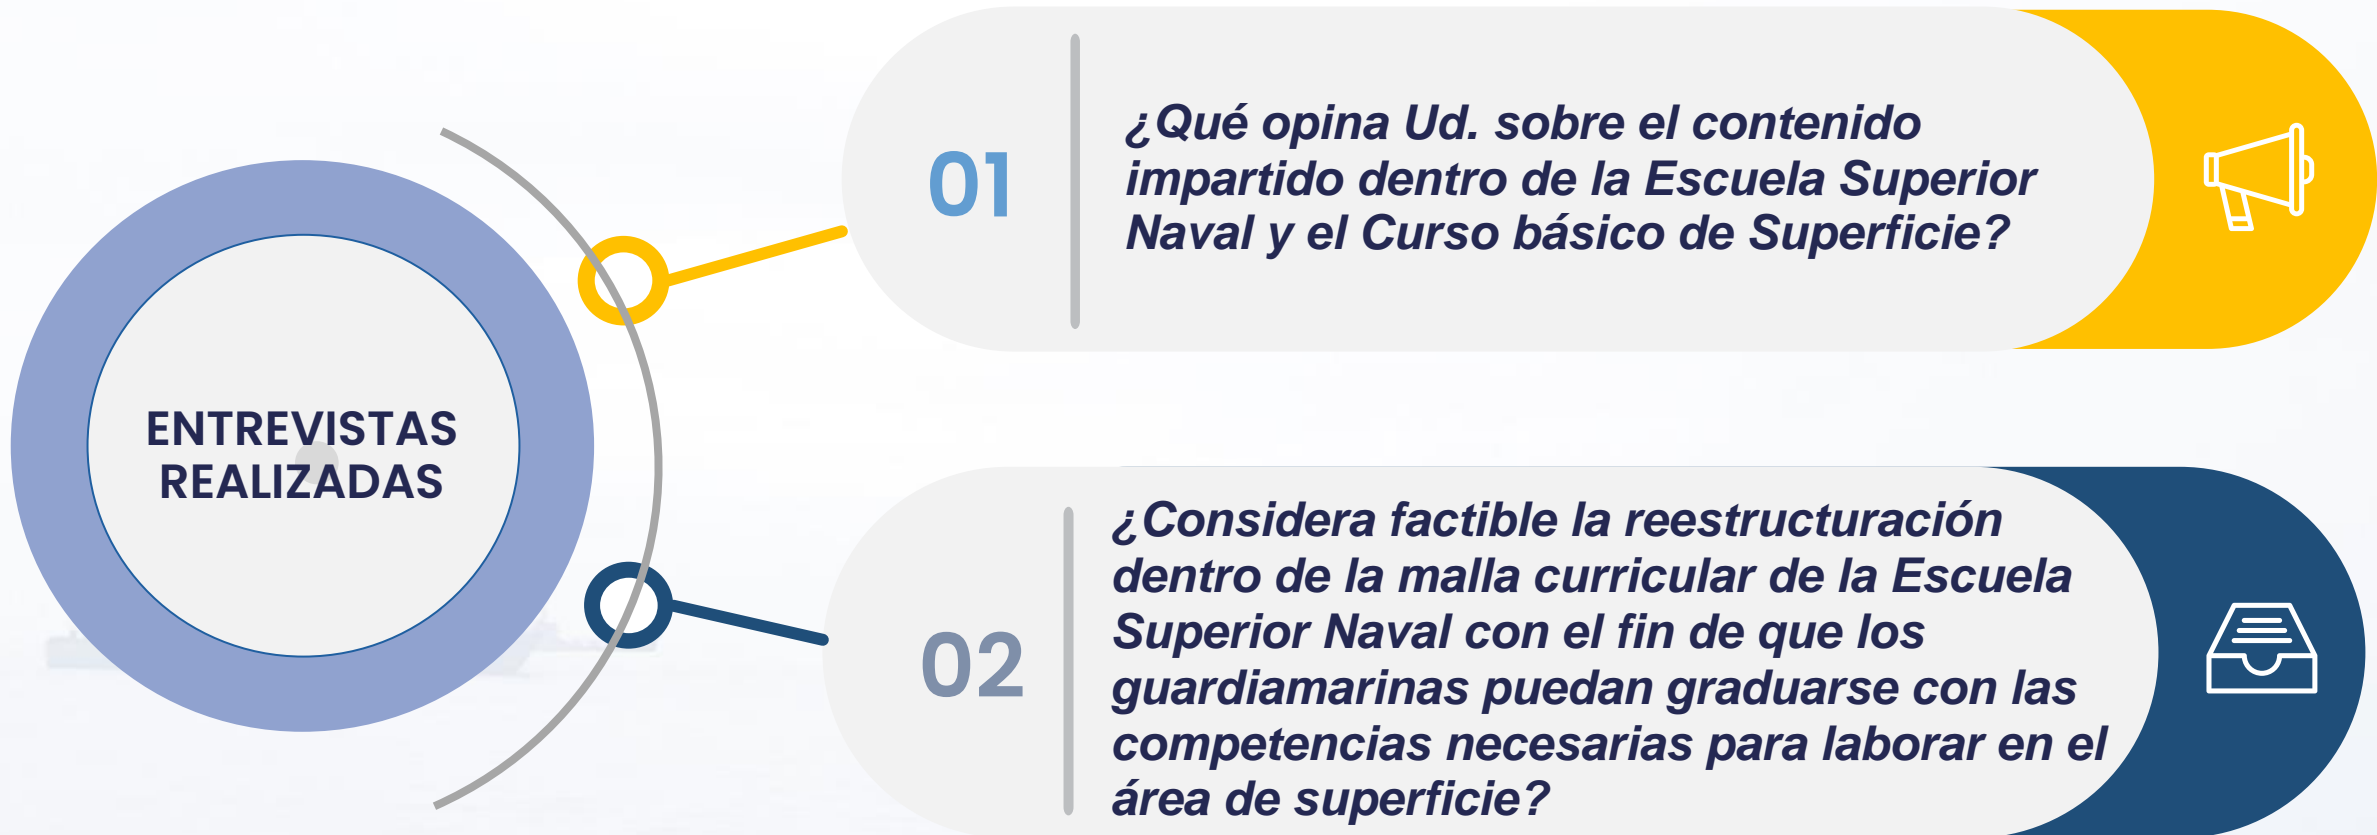 ENTREVISTAS
REALIZADAS
01
¿Qué opina Ud. sobre el contenido
impartido dentro de la Escuela Superior
Naval y el Curso básico de Superficie?
02
¿Considera factible la reestructuración
dentro de la malla curricular de la Escuela
Superior Naval con el fin de que los
guardiamarinas puedan graduarse con las
competencias necesarias para laborar en el
área de superficie?